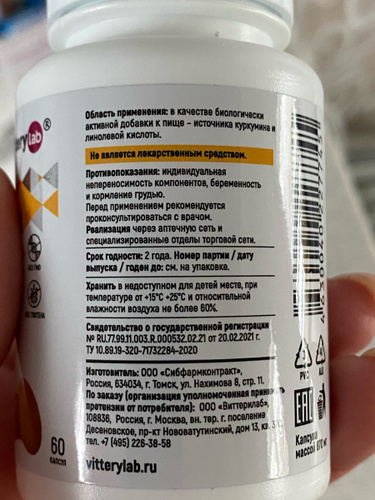 ery lab®
Область применения: в качестве биологически
активной добавки к пище – источника куркумина и
линолевой кислоты.
Не является лекарственным средством.
Противопоказания: индивидуальная
непереносимость компонентов, беременность
и кормление грудью.
Перед применением рекомендуется
проконсультироваться с врачом.
Реализация через аптечную сеть и
специализированные отделы торговой сети.
Срок годности: 2 года. Номер партии / дату
выпуска / годен до: см. на упаковке.
Хранить в недоступном для детей месте, при
температуре от +15°C +25°C и относительной
влажности воздуха не более 60%.
Свидетельство о государственной регистрации
№ RU.77.99.11.003.R.000532.02.21 от 20.02.2021 г.
ТУ 10.89.19-320-71732284-2020
Изготовитель: ООО «Сибфармконтракт»,
Россия, 634034, г. Томск, ул. Нахимова 8, стр. 11.
По заказу (организация уполномоченная принимать
претензии от потребителя): ООО «Виттерилаб»,
108836, Россия, г. Москва, вн. тер. г. поселение
Десеновское, пр-кт Нововатутинский, дом 13, кв.
тел. +7 (495) 226-38-58
vitterylab.ru
БЕЗ ГМО
БЕЗ ГЛЮТЕНА
60
КАПСУЛ
EAC
Капсулы
массой